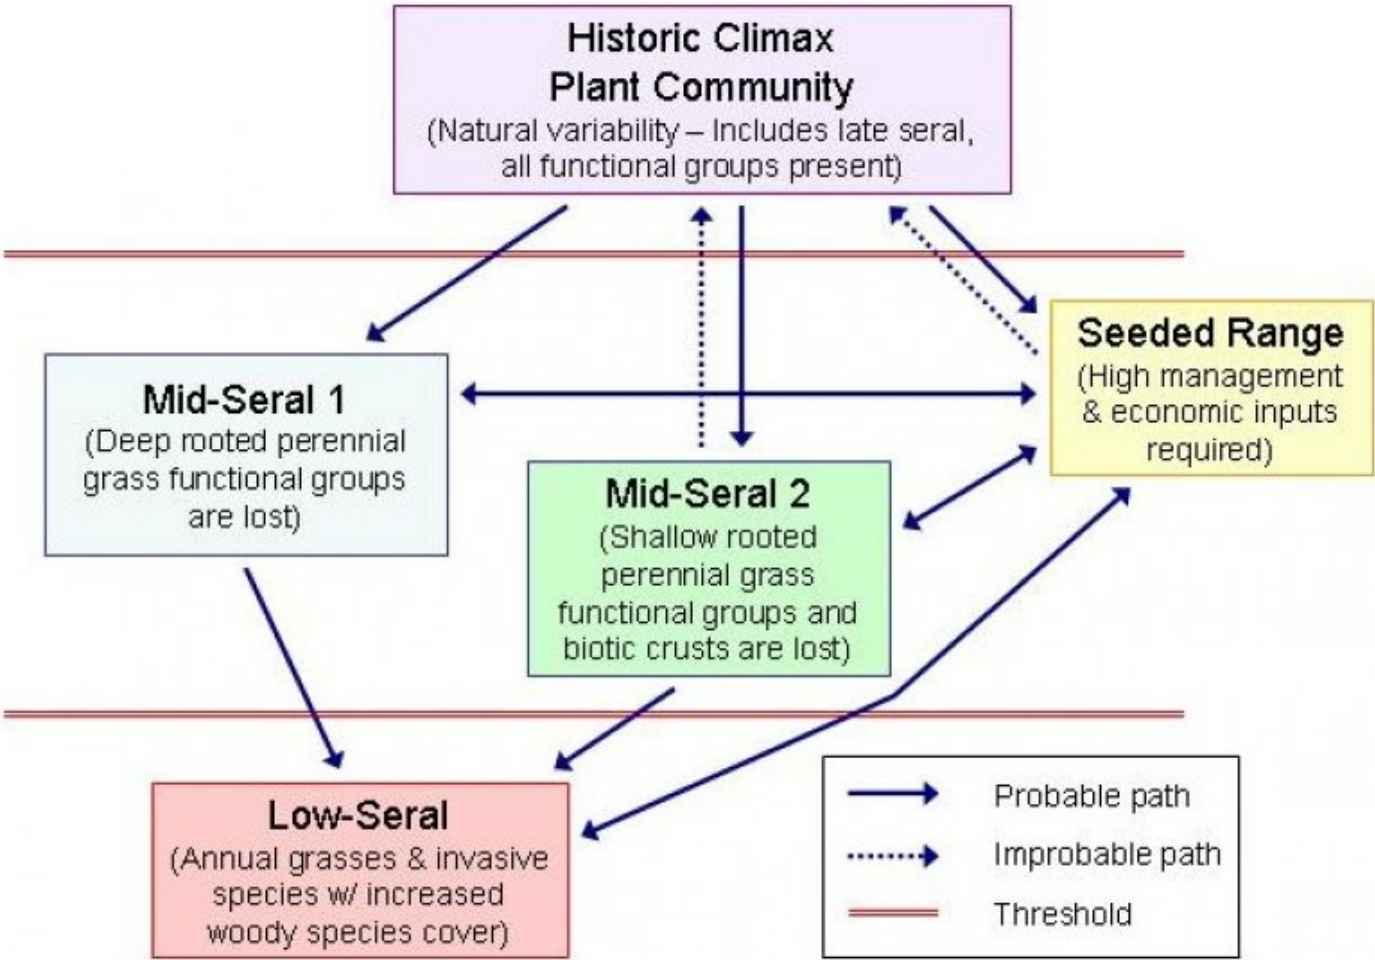 Historic Climax
Plant Community
(Natural variability – Includes late seral,
all functional groups present)
Seeded Range
(High management
& economic inputs
required)
Mid-Seral 1
(Deep rooted perennial
grass functional groups
are lost)
Mid-Seral 2
(Shallow rooted
perennial grass
functional groups and
biotic crusts are lost)
Low-Seral
(Annual grasses & invasive
species w/ increased
woody species cover)
Probable path
Improbable path
Threshold